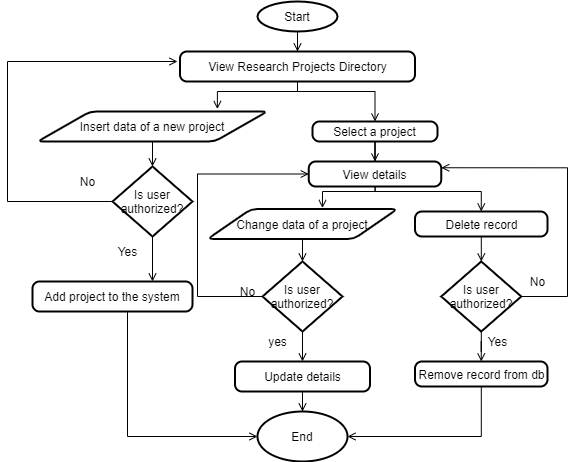 Start
View Research Projects Directory
Insert data of a new project
Select a project
View details
No
Is user
authorized?
Change data of a project
Delete record
Yes
Add project to the system
No
Is user
authorized?
Is user
authorized?
No
yes
Yes
Update details
Remove record from db
End